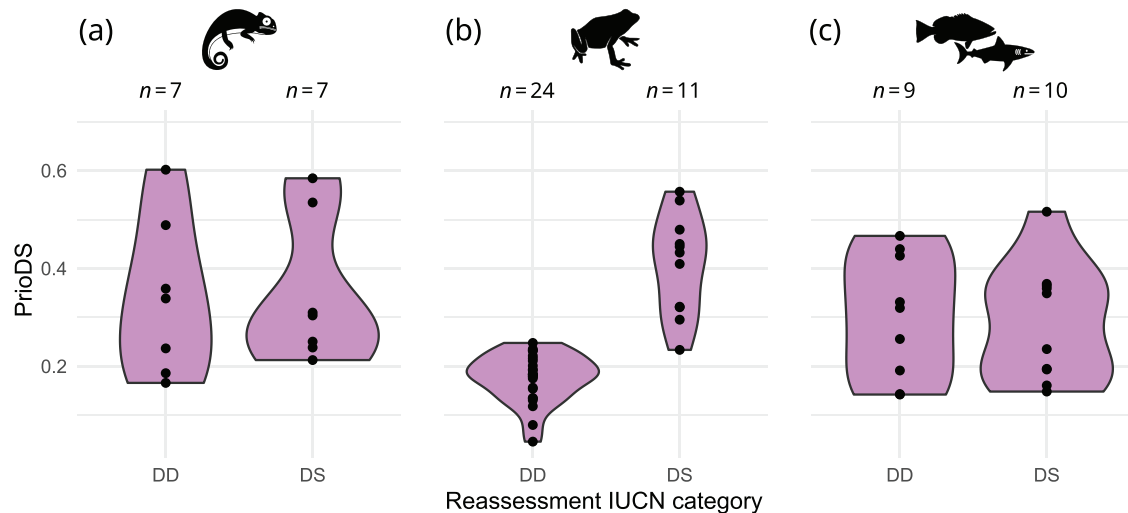 (a) (b) (c)
n=7 n=7 n=24 n=11 n=9 n=10
0.6
0.4
0.2
PrioDS
DD DS DD DS DD DS
Reassessment IUCN category